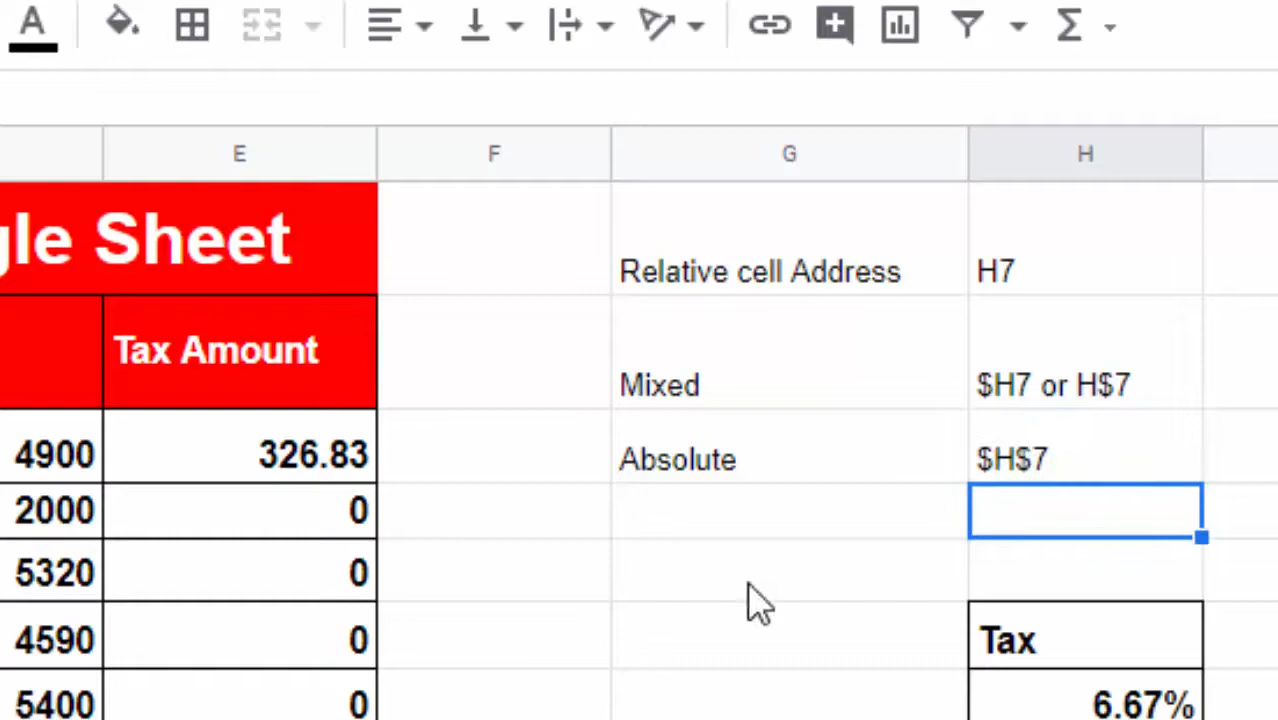 A
E F G H
gle Sheet
Relative cell Address H7
Tax Amount
Mixed $H7 or H$7
4900 326.83
Absolute $H$7
2000 0
5320 0
4590 0
Tax
5400 0
6.67%